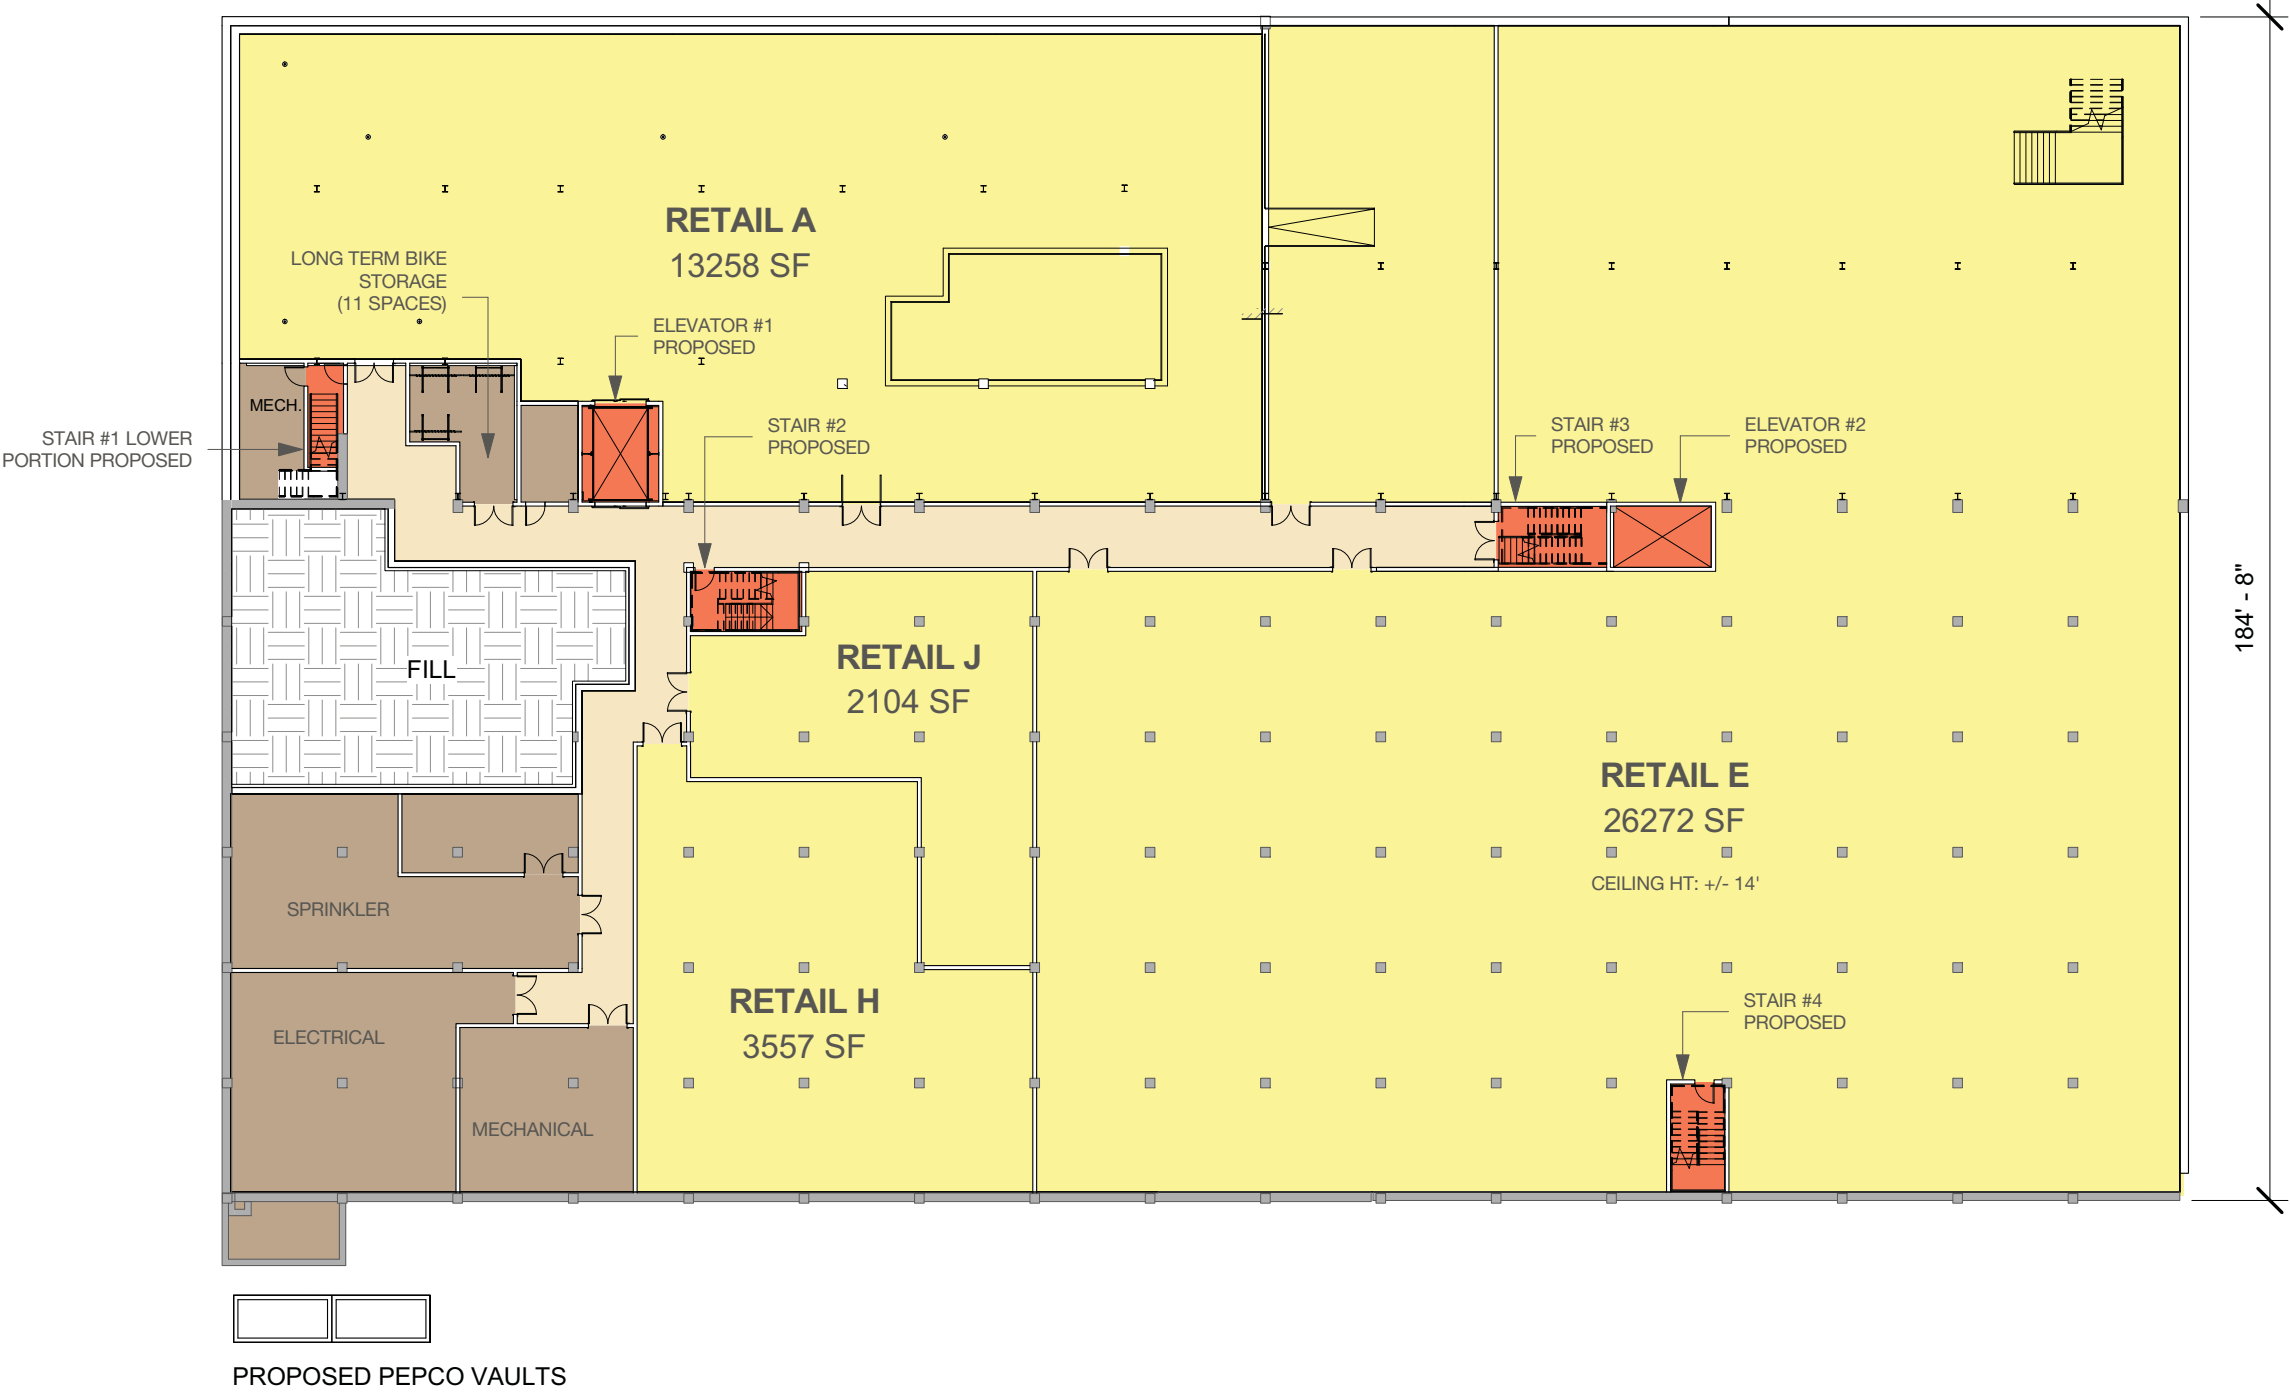 RETAIL A
13258 SF
LONG TERM BIKE
STORAGE
(11 SPACES)
ELEVATOR #1
PROPOSED
MECH.
STAIR #1 LOWER
PORTION PROPOSED
STAIR #2
PROPOSED
STAIR #3
PROPOSED
ELEVATOR #2
PROPOSED
184' - 8"
FILL
RETAIL J
2104 SF
RETAIL E
26272 SF
CEILING HT: +/- 14'
SPRINKLER
RETAIL H
3557 SF
STAIR #4
PROPOSED
ELECTRICAL
MECHANICAL
PROPOSED PEPCO VAULTS